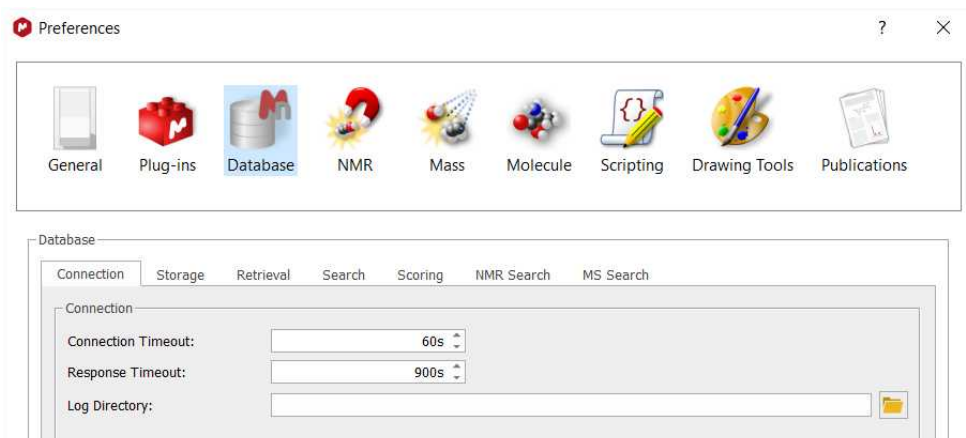 Preferences ?
General Plug-ins Database NMR Mass Molecule Scripting Drawing Tools Publications
Database
Connection Storage Retrieval Search Scoring NMR Search MS Search
Connection
Connection Timeout: 60s
Response Timeout: 900s
Log Directory: